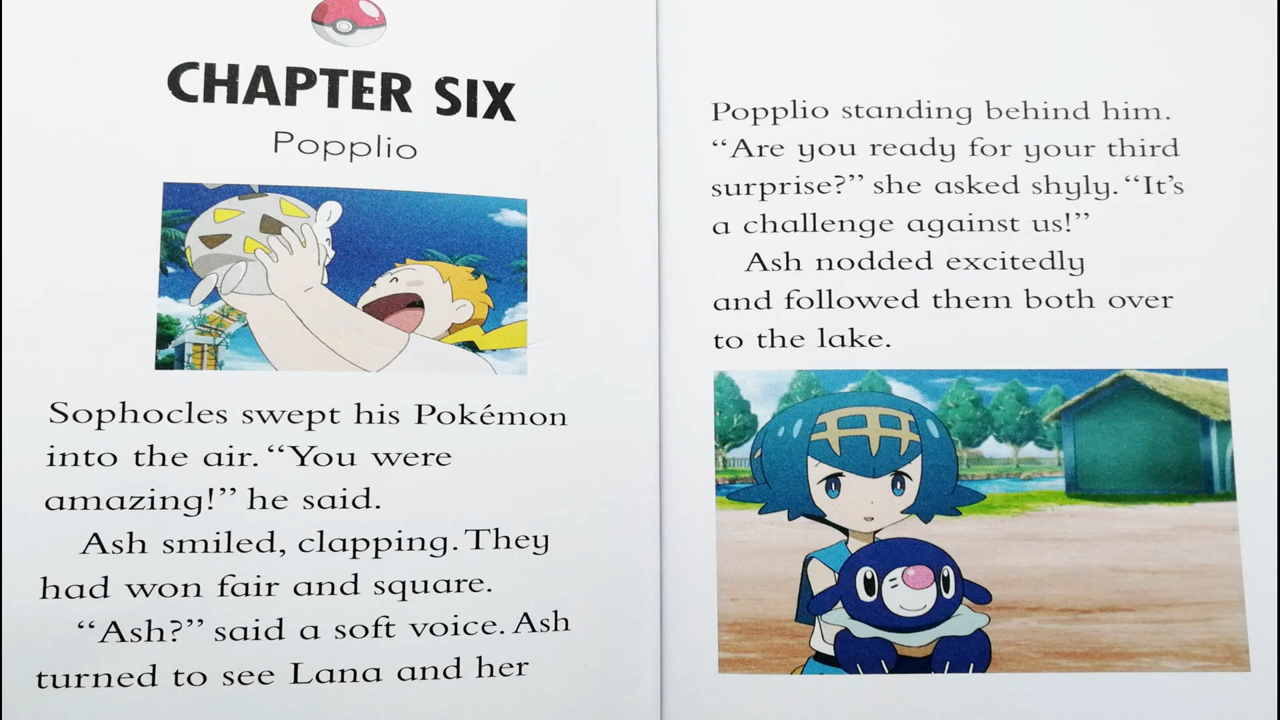 CHAPTER SIX
Popplio
Sophocles swept his Pokémon
into the air. “You were
amazing!” he said.
Ash smiled, clapping. They
had won fair and square.
“Ash?” said a soft voice. Ash
turned to see Lana and her
Popplio standing behind him.
“Are you ready for your third
surprise?” she asked shyly. “It’s
a challenge against us!”
Ash nodded excitedly
and followed them both over
to the lake.